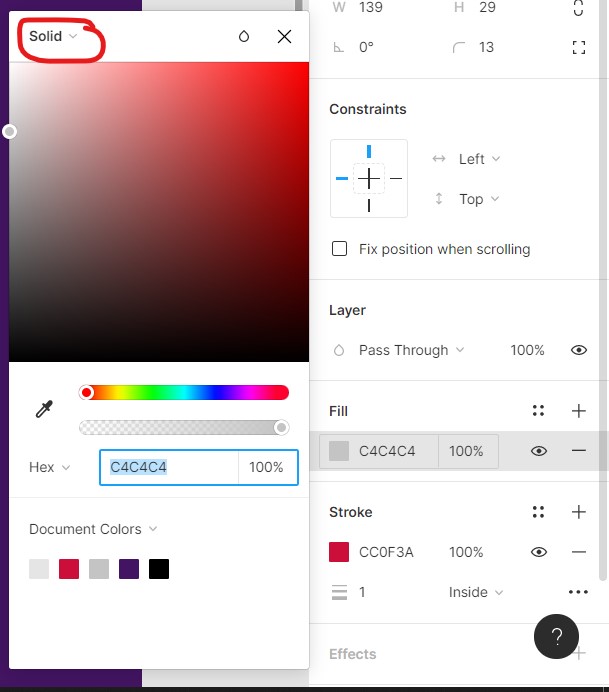 Solid
Hex
C4C4C4
100%
Document Colors
W 139 H 29
0° 13
Constraints
Left
Top
Fix position when scrolling
Layer
Pass Through 100%
Fill
C4C4C4 100%
Stroke
CC0F3A 100%
1 Inside
Effects
?